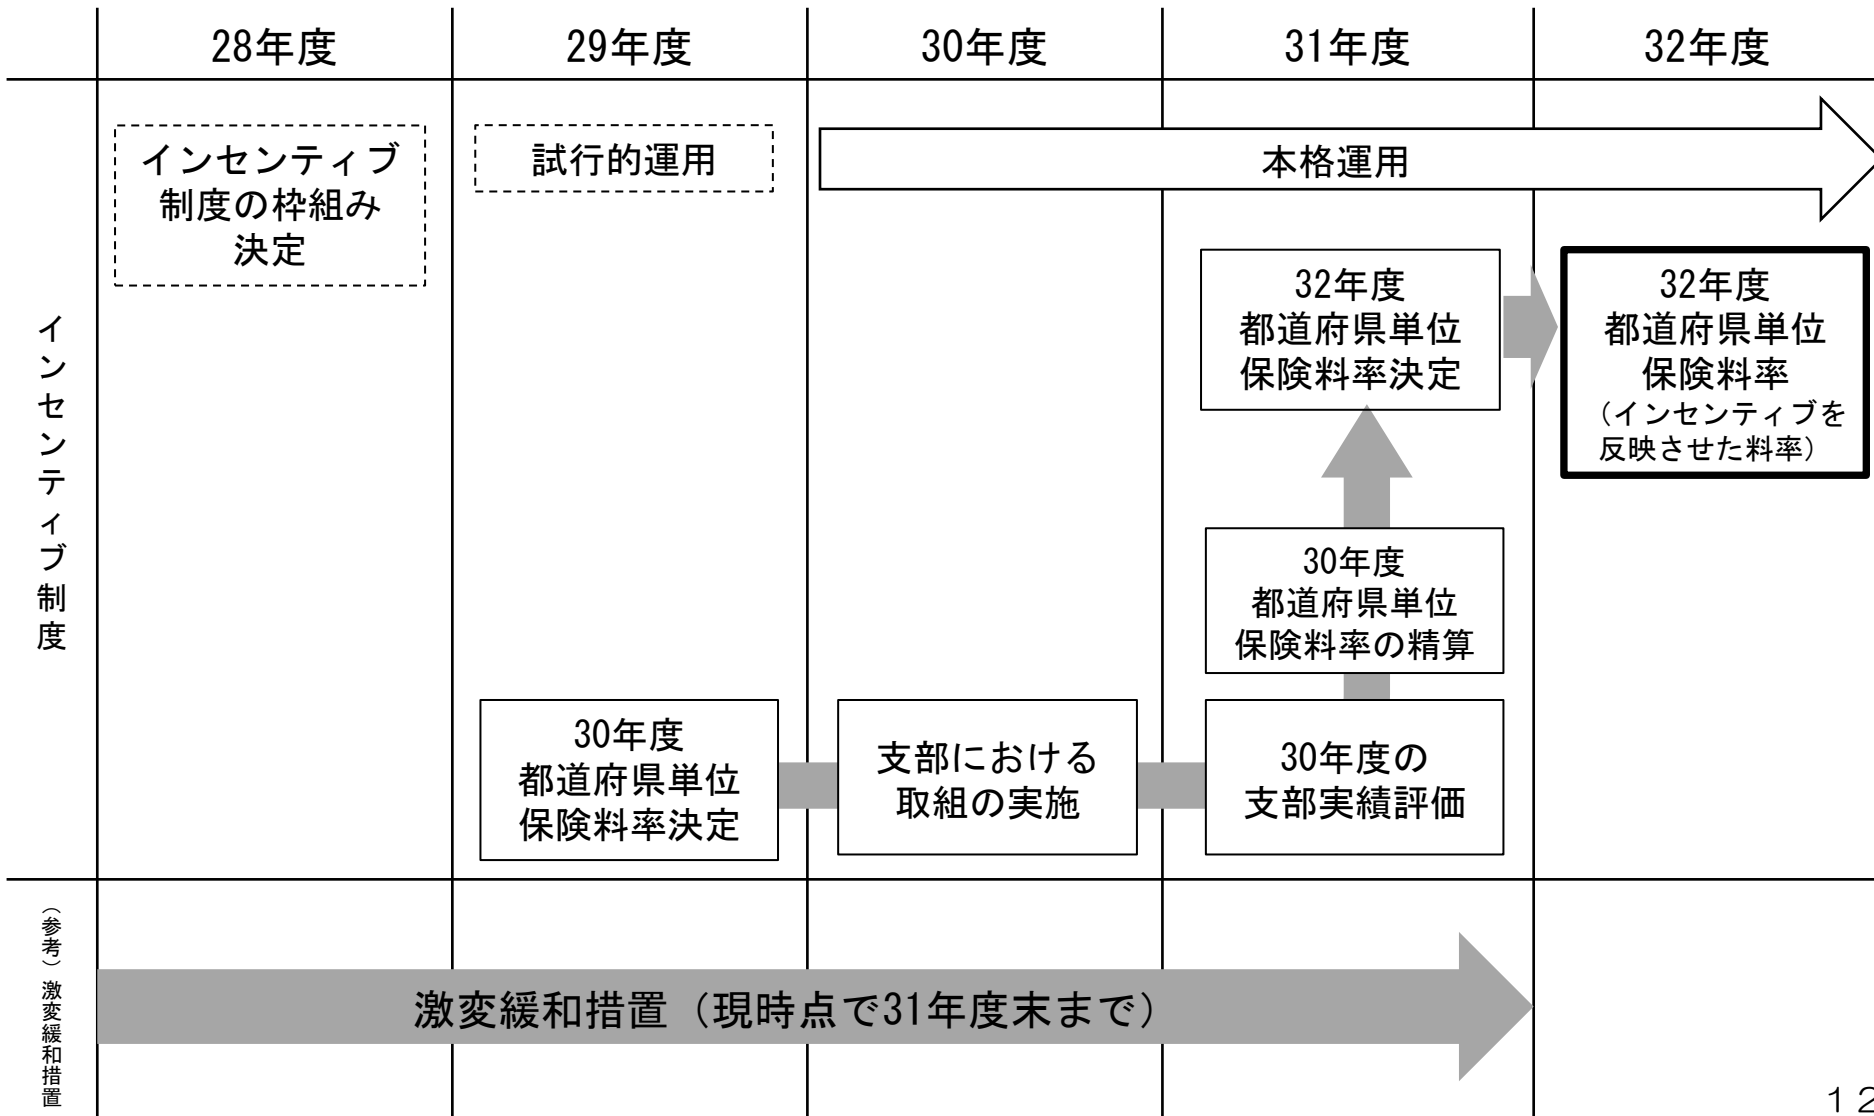 28年度
29年度
30年度
31年度
32年度
インセンティブ制度
インセンティブ
制度の枠組み
決定
試行的運用
本格運用
32年度
都道府県単位
保険料率決定
32年度
都道府県単位
保険料率
（インセンティブを
反映させた料率）
30年度
都道府県単位
保険料率の精算
30年度
都道府県単位
保険料率決定
支部における
取組の実施
30年度の
支部実績評価
（参考）激変緩和措置
激変緩和措置（現時点で31年度末まで）
１２